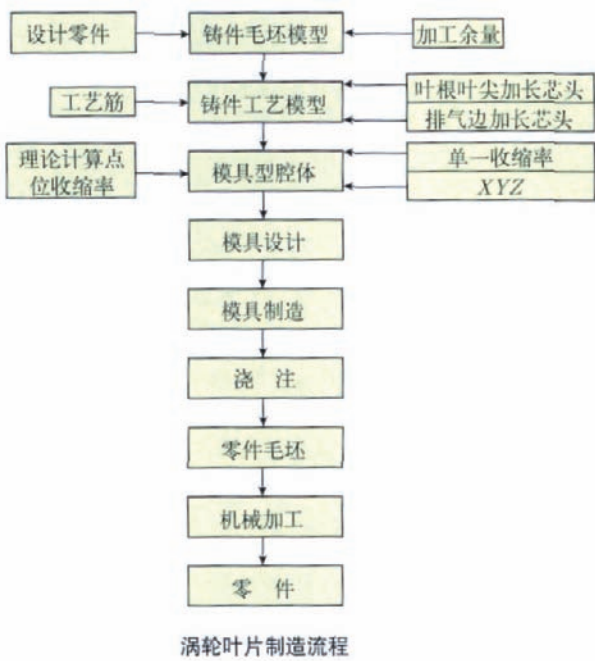 设计零件
铸件毛坯模型
加工余量
工艺筋
铸件工艺模型
叶根叶尖加长芯头
排气边加长芯头
理论计算点
位收缩率
模具型腔体
单一收缩率
XYZ
模具设计
模具制造
浇 注
零件毛坯
机械加工
零 件
涡轮叶片制造流程